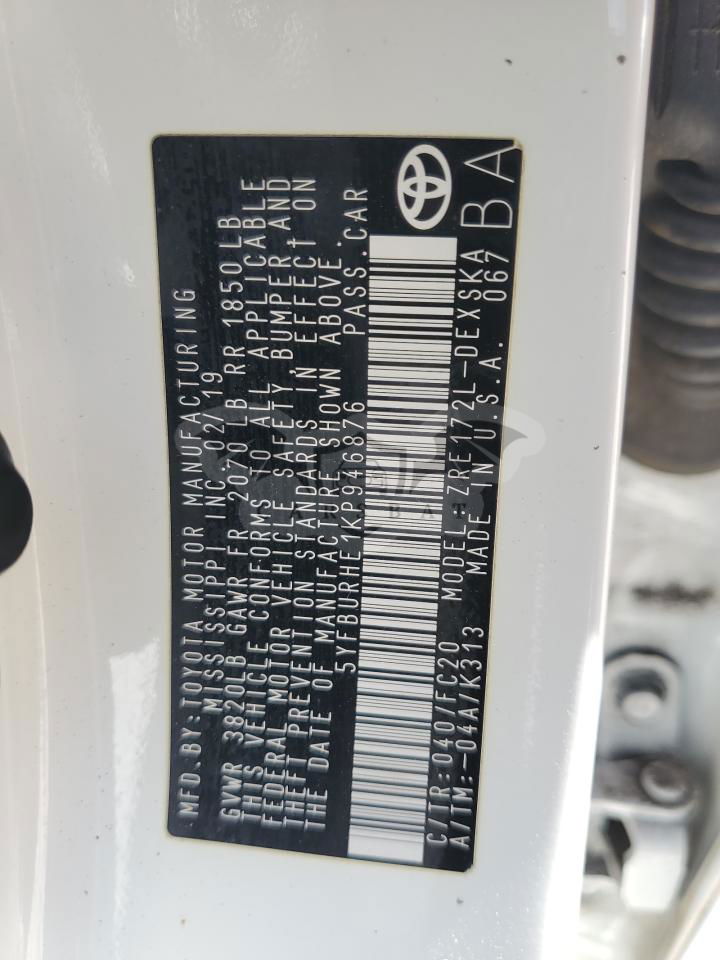 MFD.BY:TOYOTA MOTOR MANUFACTURING
MISSISSIPPI INC 02/19
GVWR 3820LB GAWR FR 2070 LB RR 1850LB
THIS VEHICLE CONFORMS TO ALL APPLICABLE
FEDERAL MOTOR VEHICLE SAFETY, BUMPER AND
THEFT PREVENTION STANDARDS IN EFFECT ON
THE DATE OF MANUFACTURE SHOWN ABOVE.
5YFBURHE1KP946876 PASS.CAR
C/TR:040/FC20 MODEL:ZRE172L-DEXSKA
A/TM:-04A/K313 MADE IN U.S.A. 067
BA
CARSBAT